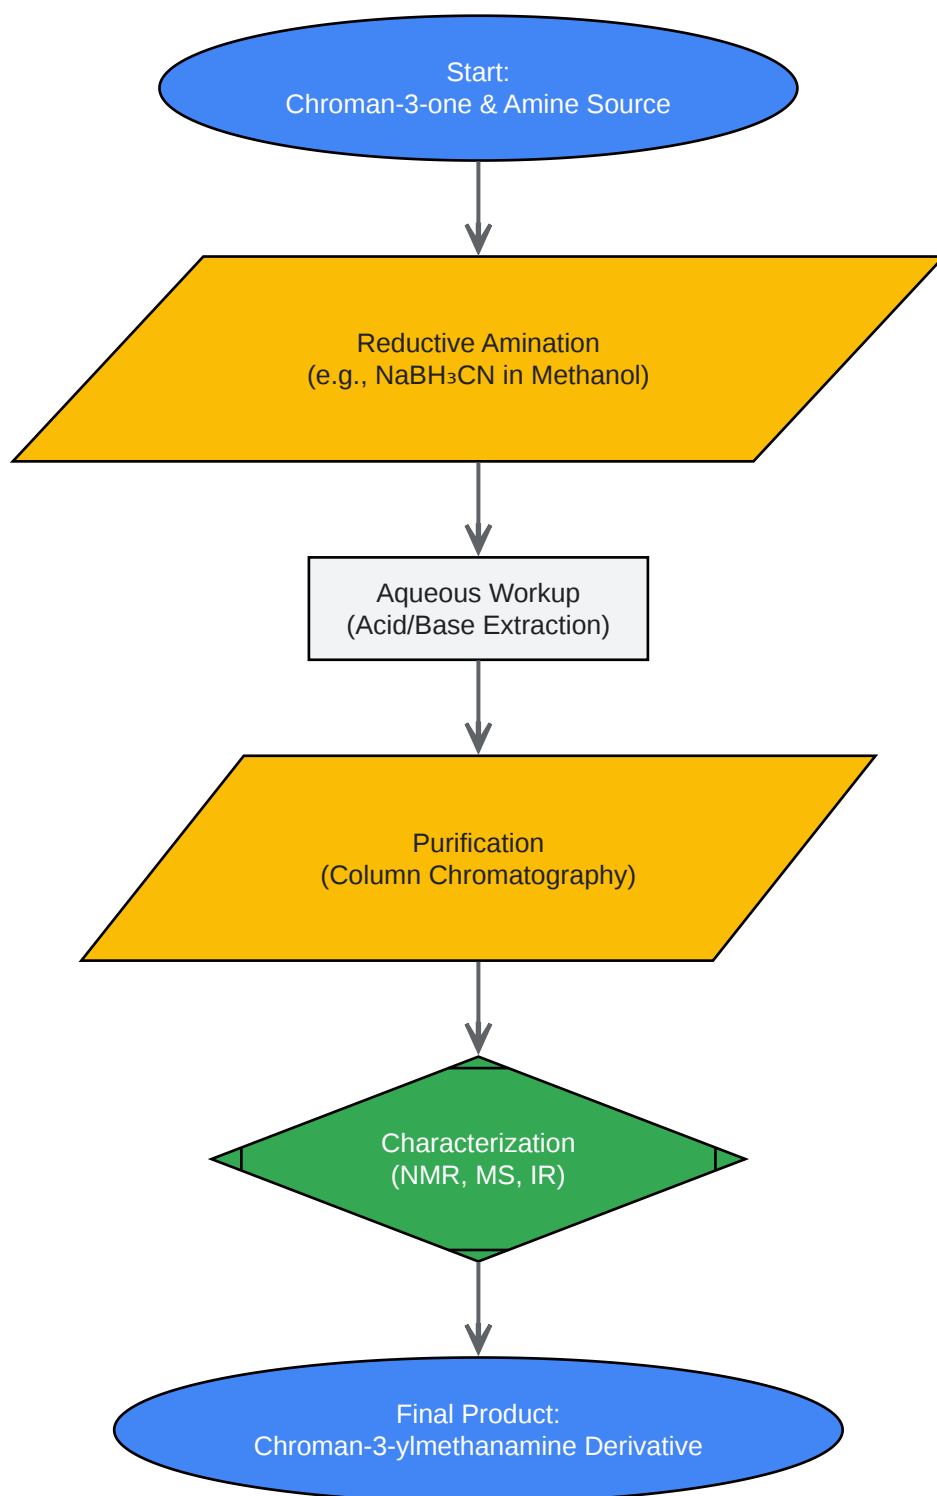 Start:
Chroman-3-one & Amine Source
Reductive Amination
(e.g., NaBH₃CN in Methanol)
Aqueous Workup
(Acid/Base Extraction)
Purification
(Column Chromatography)
Characterization
(NMR, MS, IR)
Final Product:
Chroman-3-ylmethanamine Derivative